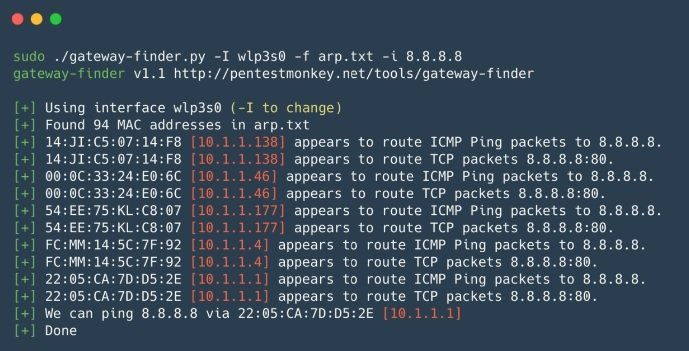 sudo ./gateway-finder.py -I wlp3s0 -f arp.txt -i 8.8.8.8
gateway-finder v1.1 http://pentestmonkey.net/tools/gateway-finder
[+] Using interface wlp3s0 (-I to change)
[+] Found 94 MAC addresses in arp.txt
[+] 14:JI:C5:07:14:F8 [10.1.1.138] appears to route ICMP Ping packets to 8.8.8.8.
[+] 14:JI:C5:07:14:F8 [10.1.1.138] appears to route TCP packets 8.8.8.8:80.
[+] 00:0C:33:24:E0:6C [10.1.1.46] appears to route ICMP Ping packets to 8.8.8.8.
[+] 00:0C:33:24:E0:6C [10.1.1.46] appears to route TCP packets 8.8.8.8:80.
[+] 54:EE:75:KL:C8:07 [10.1.1.177] appears to route ICMP Ping packets to 8.8.8.8.
[+] 54:EE:75:KL:C8:07 [10.1.1.177] appears to route TCP packets 8.8.8.8:80.
[+] FC:MM:14:5C:7F:92 [10.1.1.4] appears to route ICMP Ping packets to 8.8.8.8.
[+] FC:MM:14:5C:7F:92 [10.1.1.4] appears to route TCP packets 8.8.8.8:80.
[+] 22:05:CA:7D:D5:2E [10.1.1.1] appears to route ICMP Ping packets to 8.8.8.8.
[+] 22:05:CA:7D:D5:2E [10.1.1.1] appears to route TCP packets 8.8.8.8:80.
[+] We can ping 8.8.8.8 via 22:05:CA:7D:D5:2E [10.1.1.1]
[+] Done